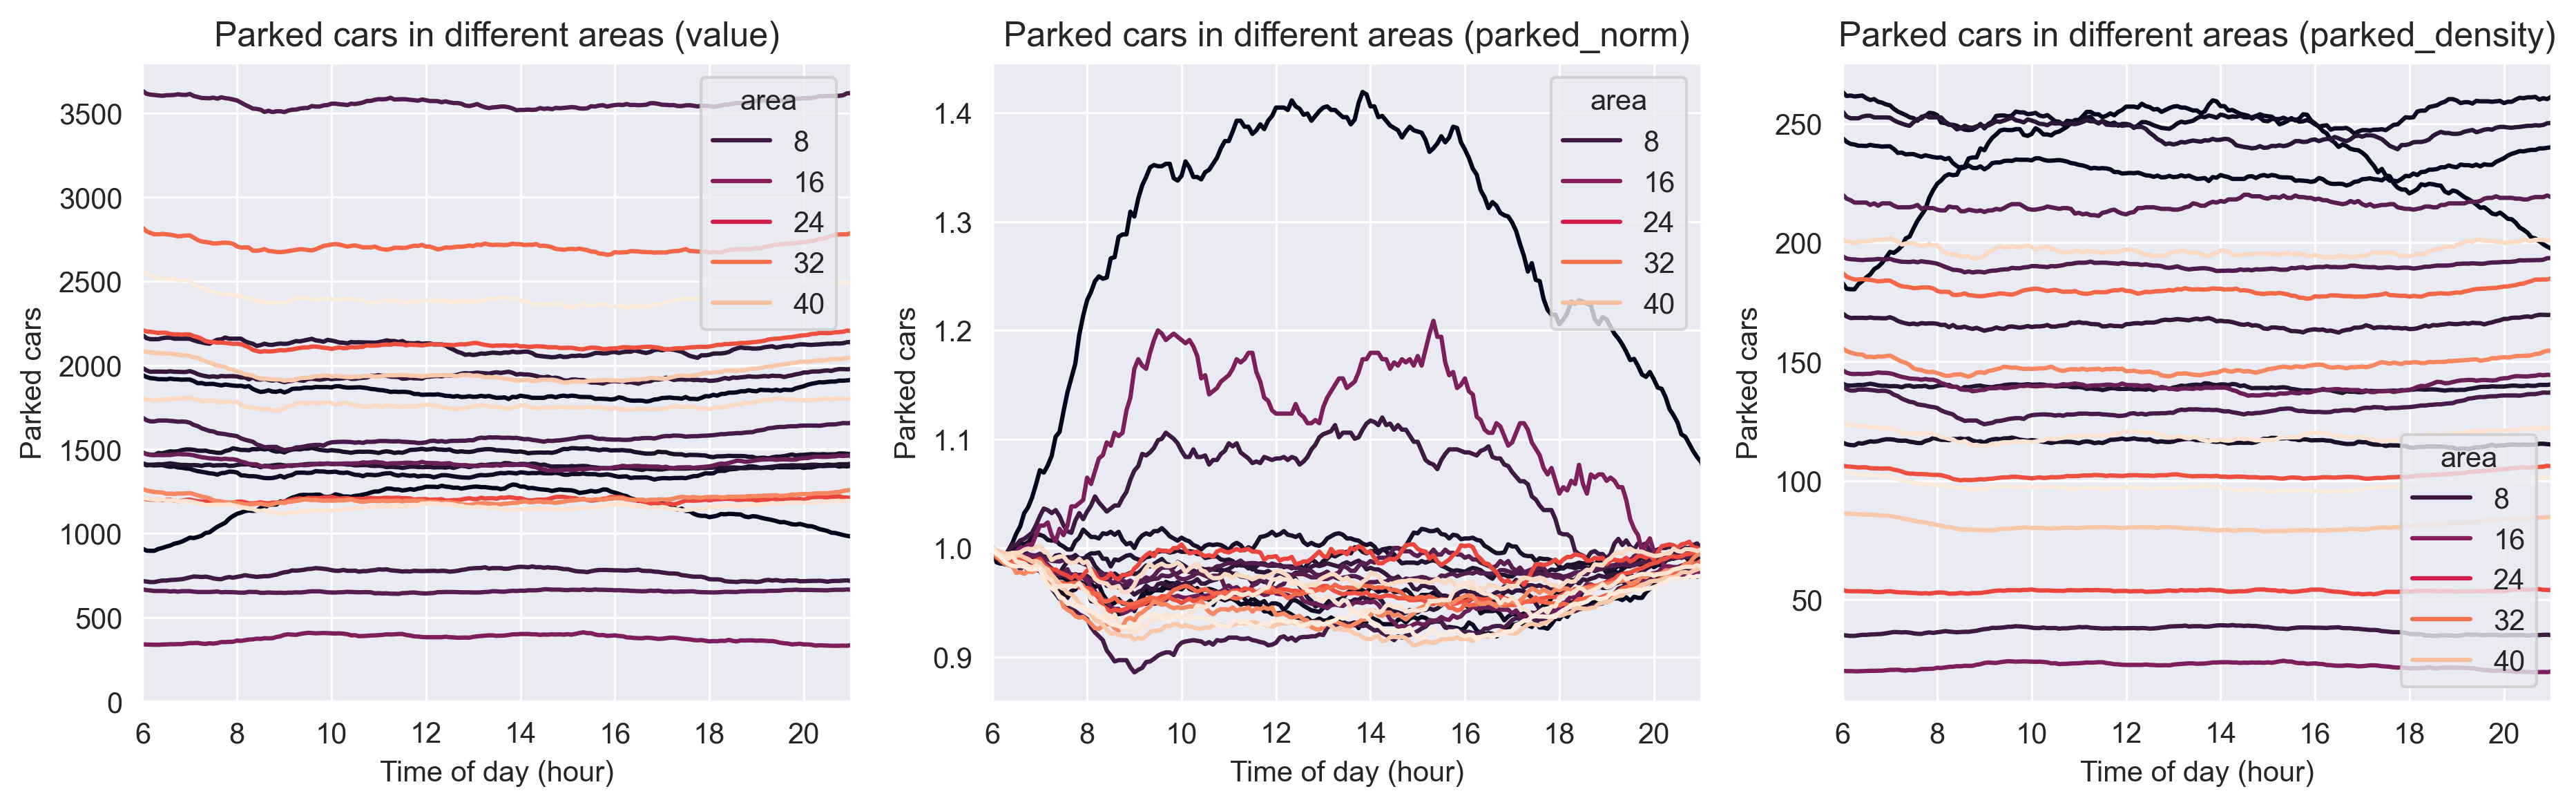 Parked cars in different areas (value)
Parked cars
3500
3000
2500
2000
1500
1000
500
0
6 8 10 12 14 16 18 20
Time of day (hour)
area
8
16
24
32
40
Parked cars in different areas (parked_norm)
Parked cars
1.4
1.3
1.2
1.1
1.0
0.9
6 8 10 12 14 16 18 20
Time of day (hour)
area
8
16
24
32
40
Parked cars in different areas (parked_density)
Parked cars
250
200
150
100
50
6 8 10 12 14 16 18 20
Time of day (hour)
area
8
16
24
32
40